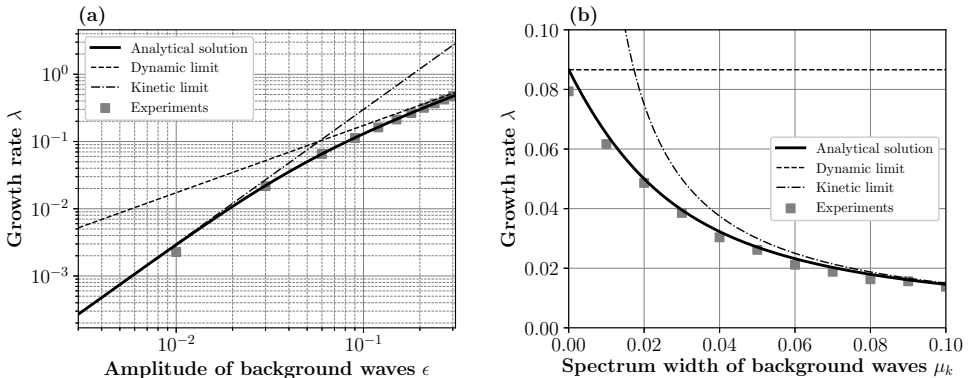 (a)
Growth rate λ
10⁰
10⁻¹
10⁻²
10⁻³
Analytical solution
Dynamic limit
Kinetic limit
Experiments
10⁻²
10⁻¹
Amplitude of background waves ϵ
(b)
Growth rate λ
0.10
0.08
0.06
0.04
0.02
0.00
Analytical solution
Dynamic limit
Kinetic limit
Experiments
0.00 0.02 0.04 0.06 0.08 0.10
Spectrum width of background waves μₖ